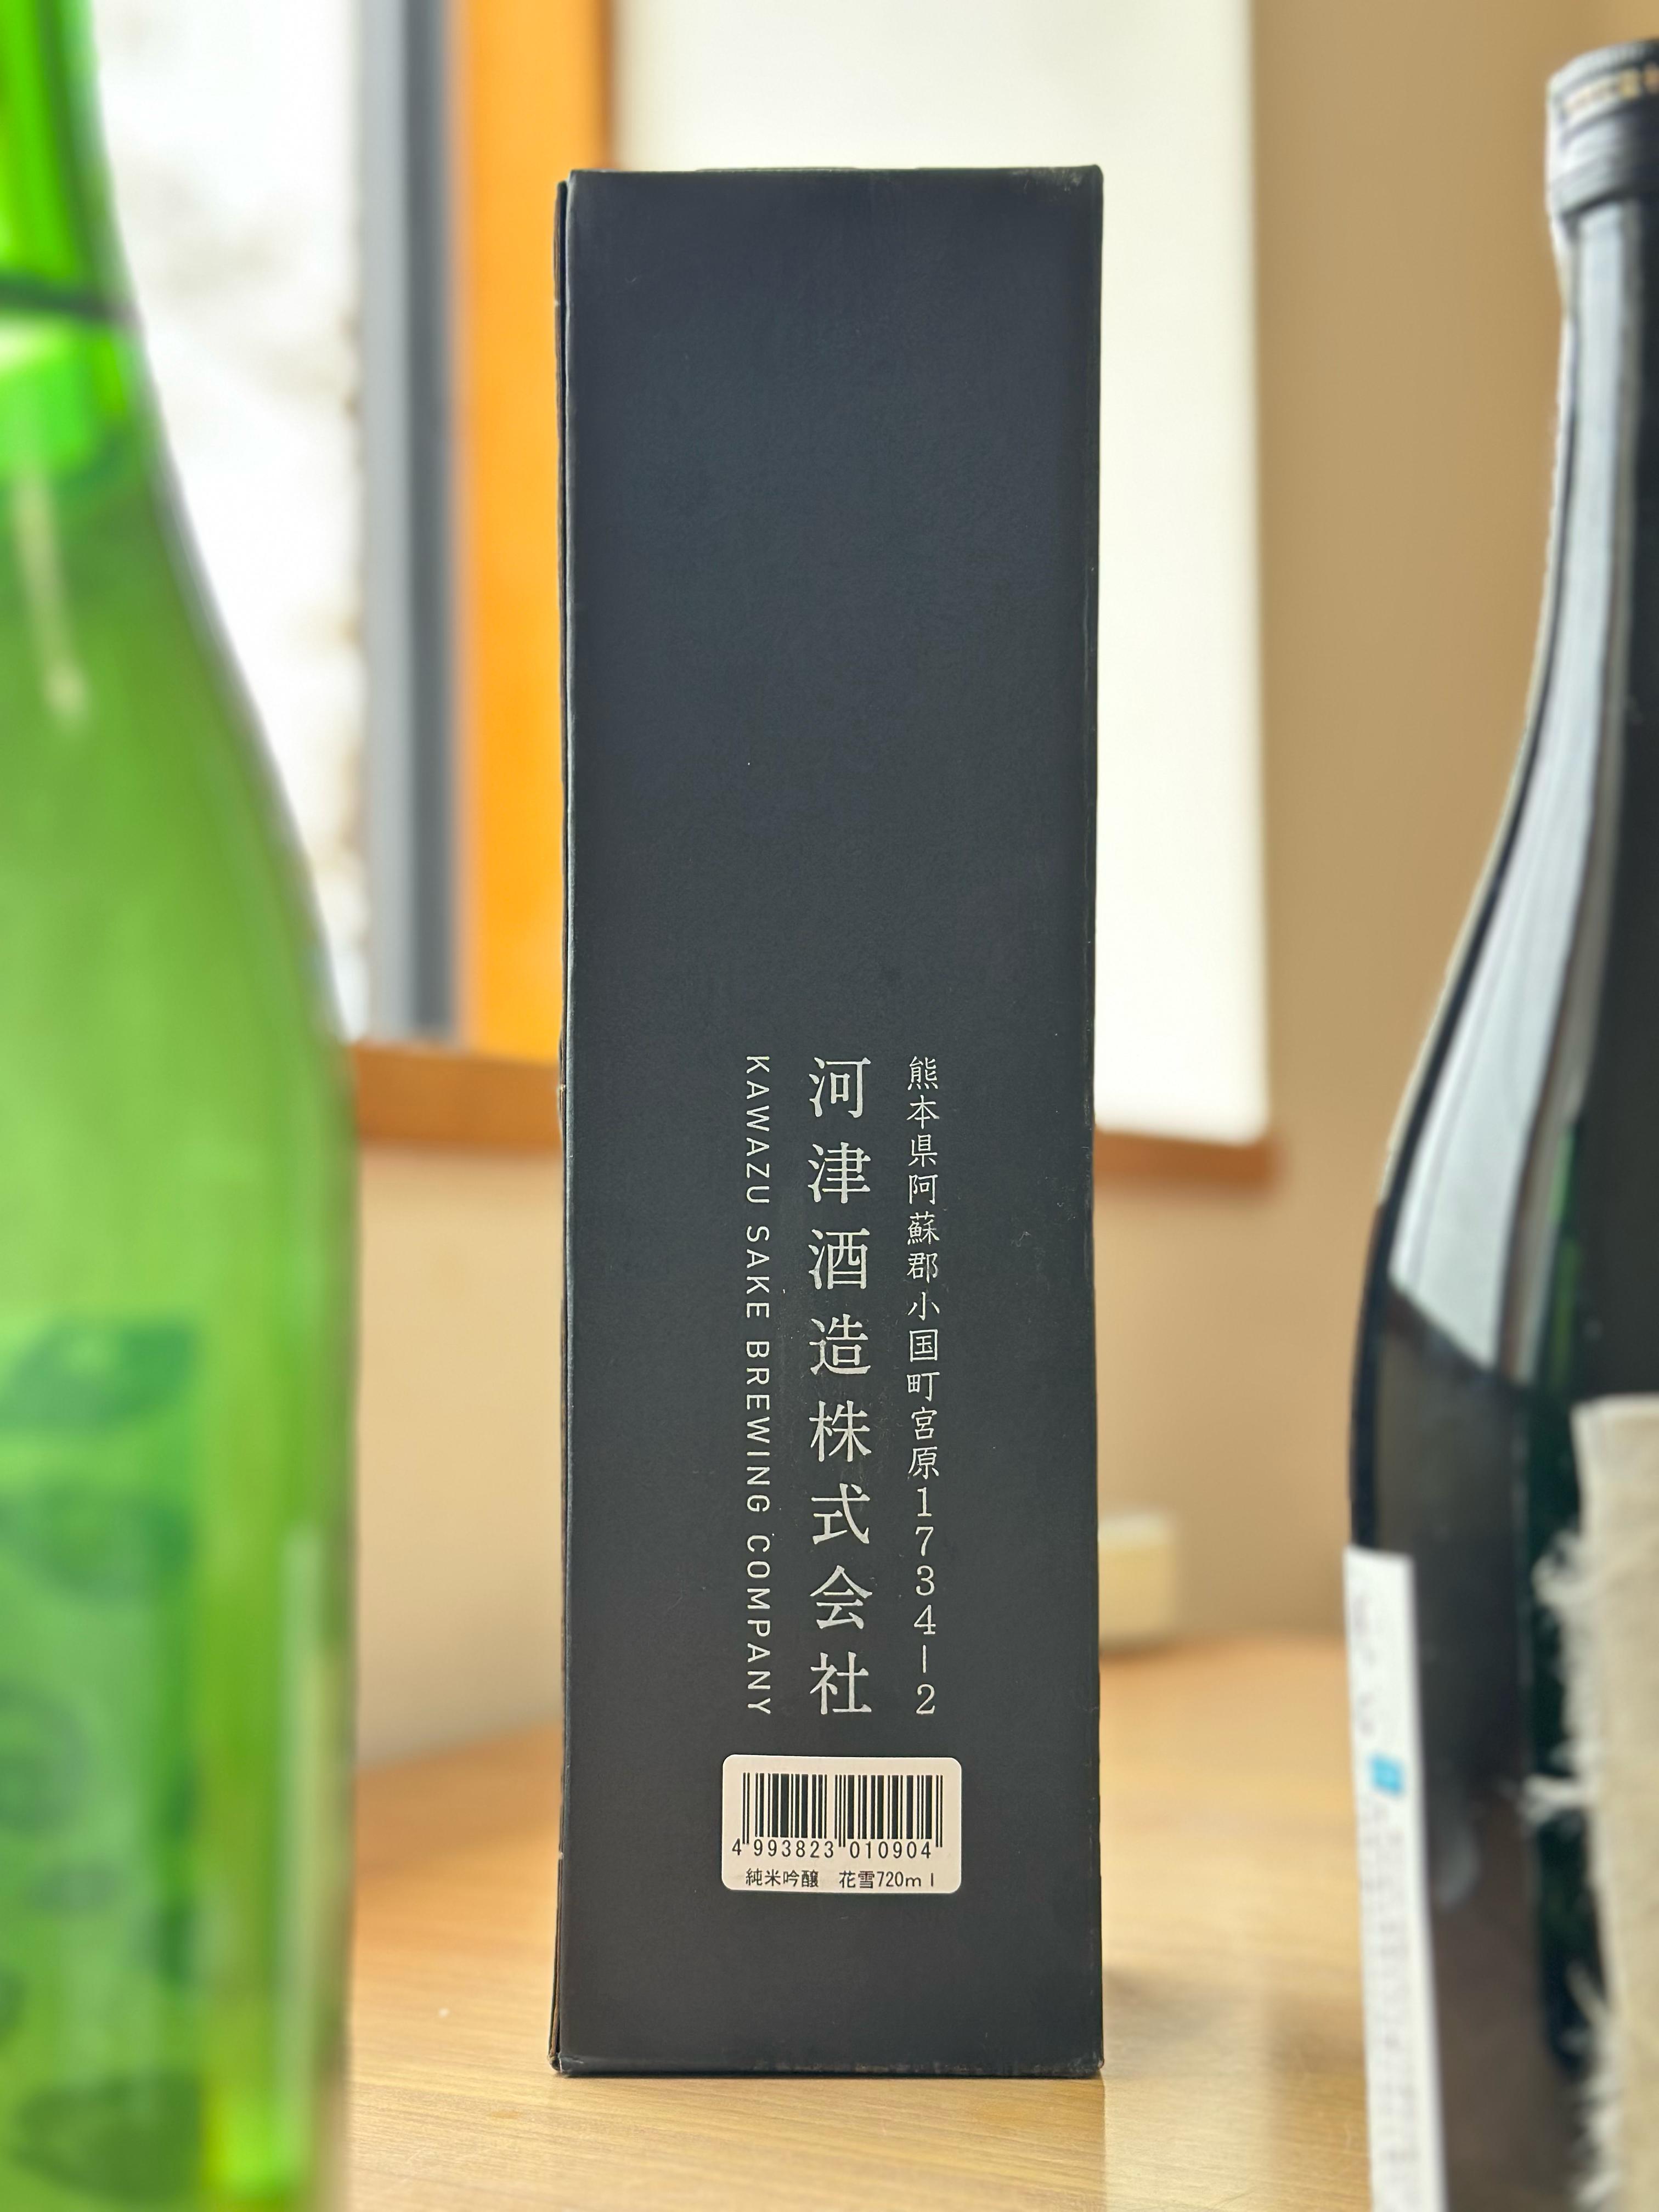 熊本県阿蘇郡小国町宮原1734-2
河津酒造株式会社
KAWAZU SAKE BREWING COMPANY
4 993823 010904
純米吟醸 花雪720ml